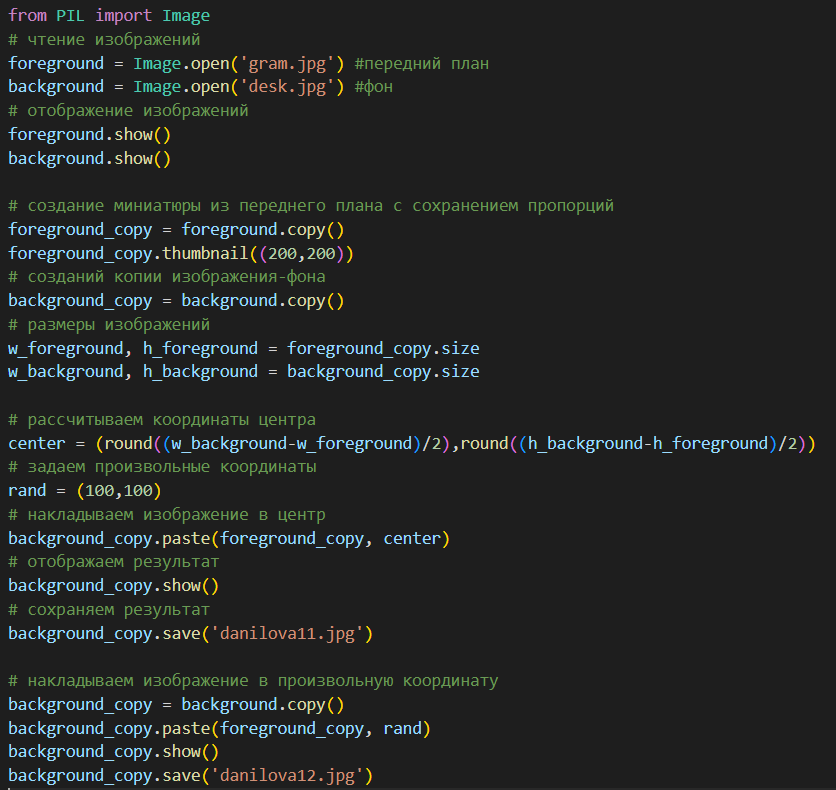 from PIL import Image
# чтение изображений
foreground = Image.open('gram.jpg') #передний план
background = Image.open('desk.jpg') #фон
# отображение изображений
foreground.show()
background.show()
# создание миниатюры из переднего плана с сохранением пропорций
foreground_copy = foreground.copy()
foreground_copy.thumbnail((200,200))
# созданий копии изображения-фона
background_copy = background.copy()
# размеры изображений
w_foreground, h_foreground = foreground_copy.size
w_background, h_background = background_copy.size
# рассчитываем координаты центра
center = (round((w_background-w_foreground)/2),round((h_background-h_foreground)/2))
# задаем произвольные координаты
rand = (100,100)
# накладываем изображение в центр
background_copy.paste(foreground_copy, center)
# отображаем результат
background_copy.show()
# сохраняем результат
background_copy.save('danilova11.jpg')
# накладываем изображение в произвольную координату
background_copy = background.copy()
background_copy.paste(foreground_copy, rand)
background_copy.show()
background_copy.save('danilova12.jpg')